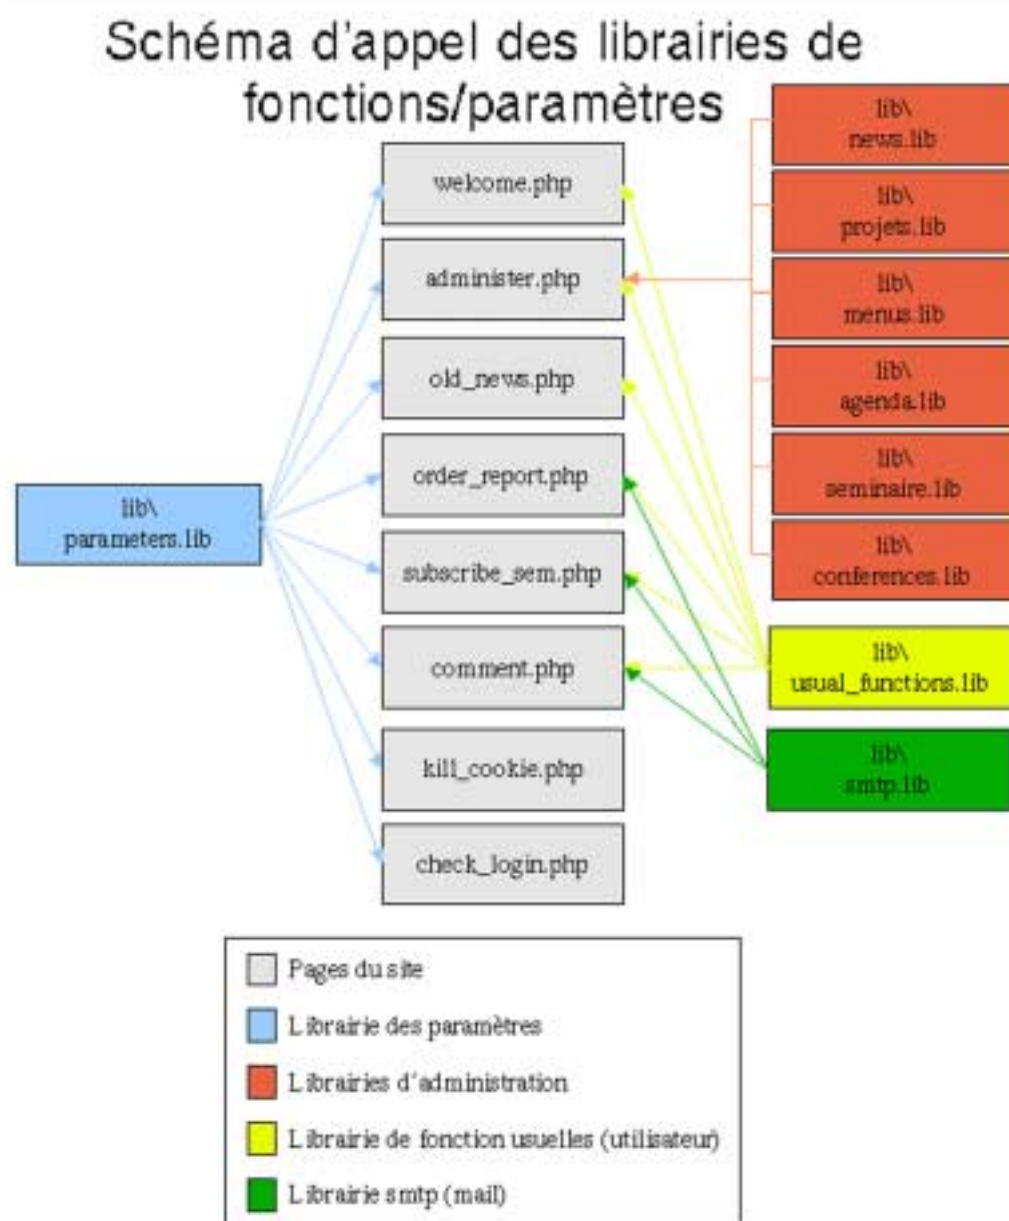 Schéma d'appel des librairies de
fonctions/paramètres
lib\
news.lib
welcome.php
lib\
projets.lib
administer.php
lib\
menus.lib
old_news.php
lib\
agenda.lib
order_report.php
lib\
seminaire.lib
lib\
parameters.lib
subscribe_sem.php
lib\
conferences.lib
comment.php
lib\
usual_functions.lib
kill_cookie.php
lib\
smtp.lib
check_login.php
Pages du site
Librairie des paramètres
Librairies d'administration
Librairie de fonction usuelles (utilisateur)
Librairie smtp (mail)